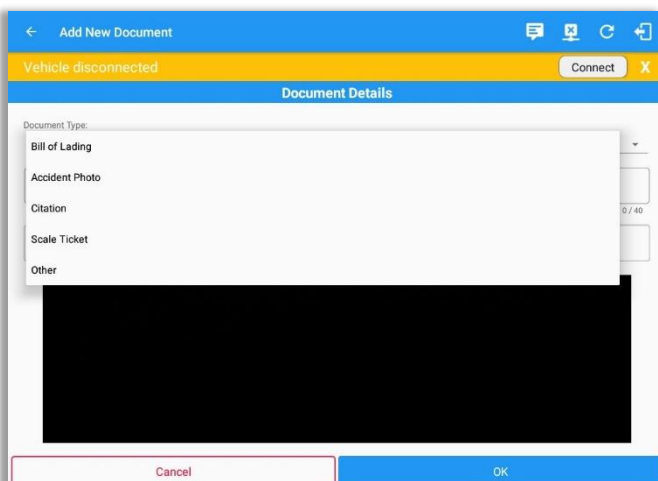 Add New Document
Vehicle disconnected
Connect
X
Document Details
Document Type:
Bill of Lading
Accident Photo
Citation
0 / 40
Scale Ticket
Other
Cancel
OK